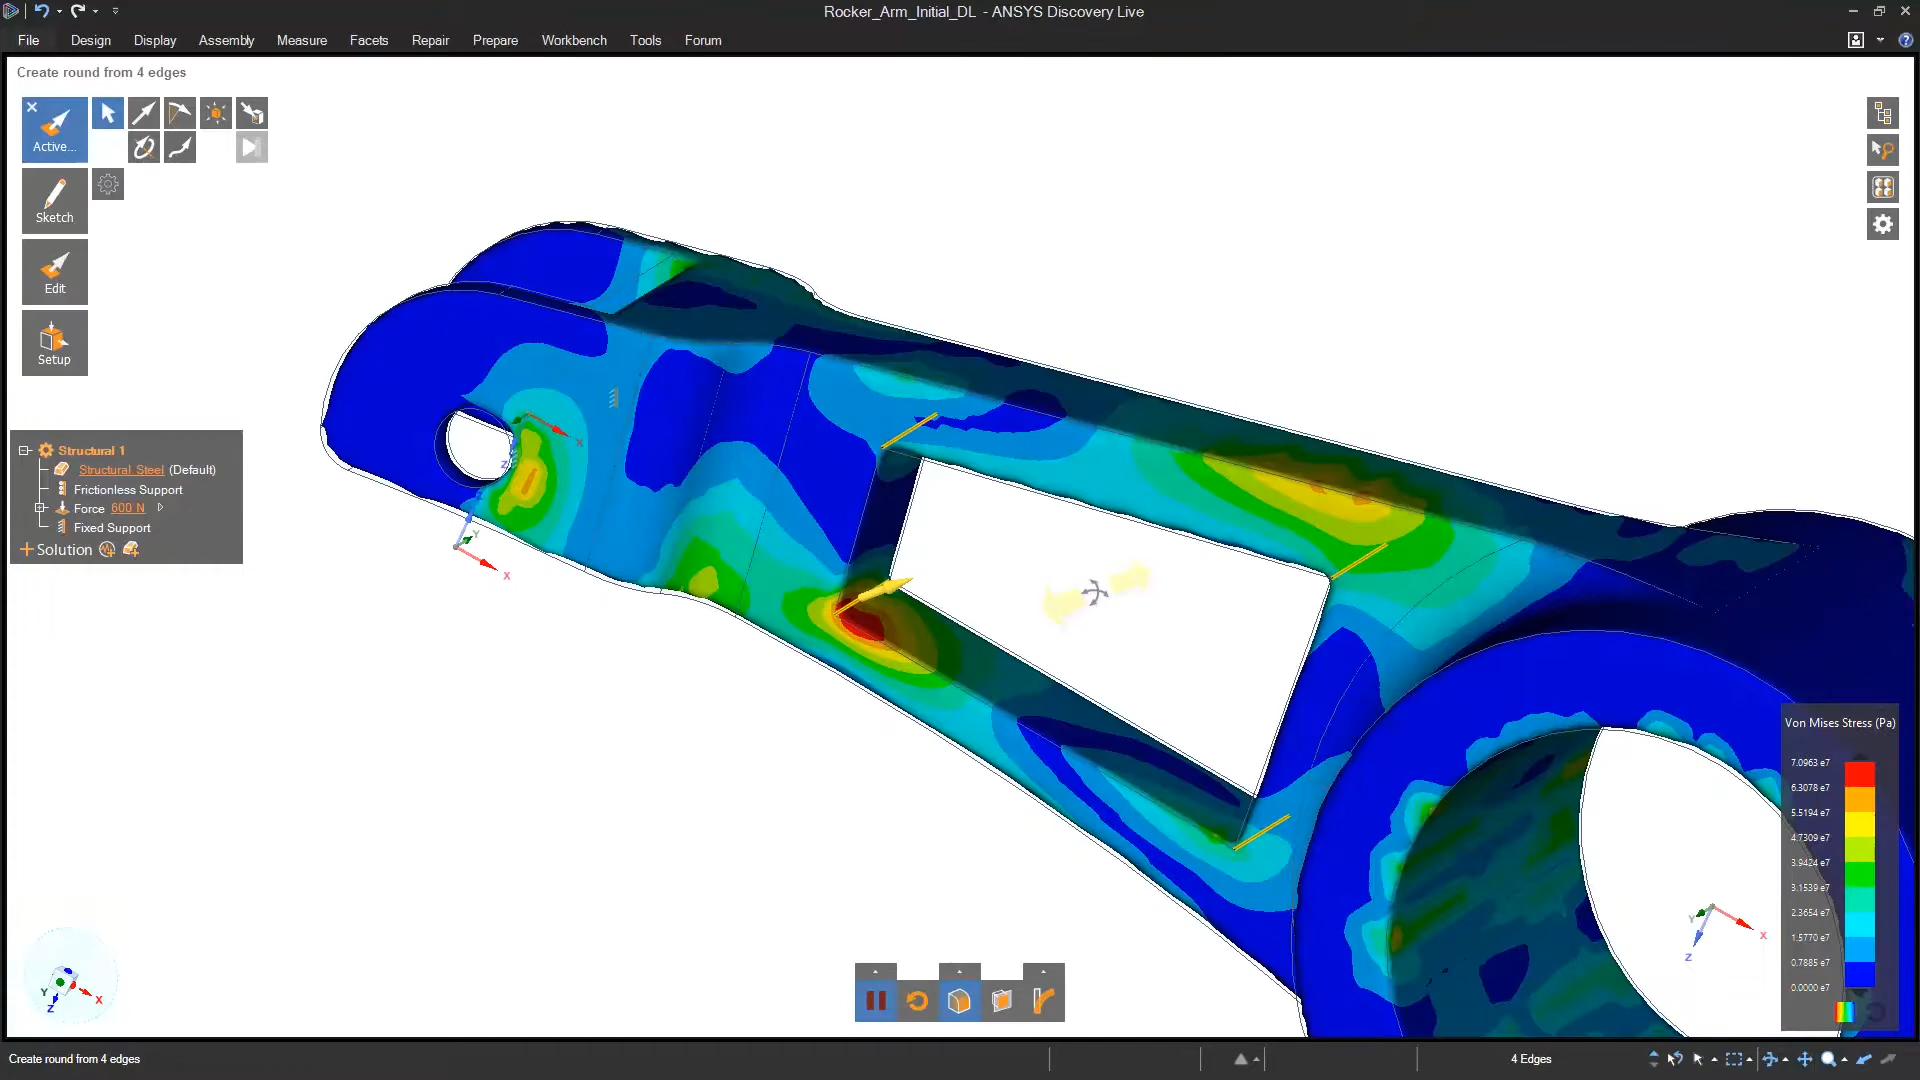 Rocker_Arm_Initial_DL - ANSYS Discovery Live
File Design Display Assembly Measure Facets Repair Prepare Workbench Tools Forum
Create round from 4 edges
Active...
Sketch
Edit
Setup
Structural 1
Structural Steel (Default)
Frictionless Support
Force 600 N
Fixed Support
Solution
X
Z
Y
X
Von Mises Stress (Pa)
7.0963 e7
6.3078 e7
5.5194 e7
4.7309 e7
3.9424 e7
3.1539 e7
2.3654 e7
1.5770 e7
0.7885 e7
0.0000 e7
Y
X
Z
Y
X
Z
Create round from 4 edges
4 Edges